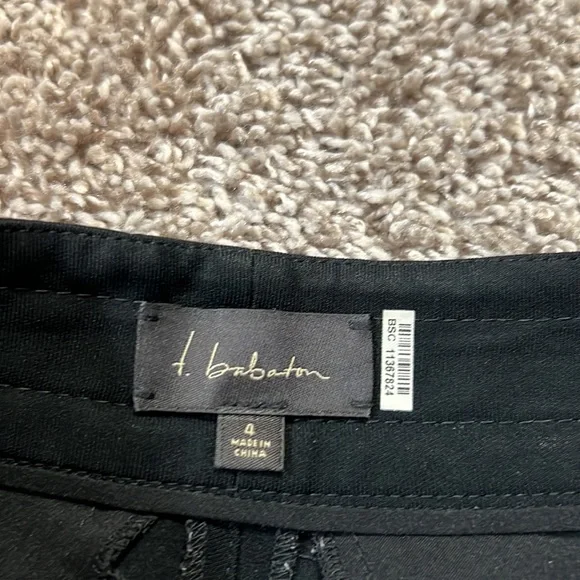 t. babaton
BSC 11367824
4
MADE IN
CHINA